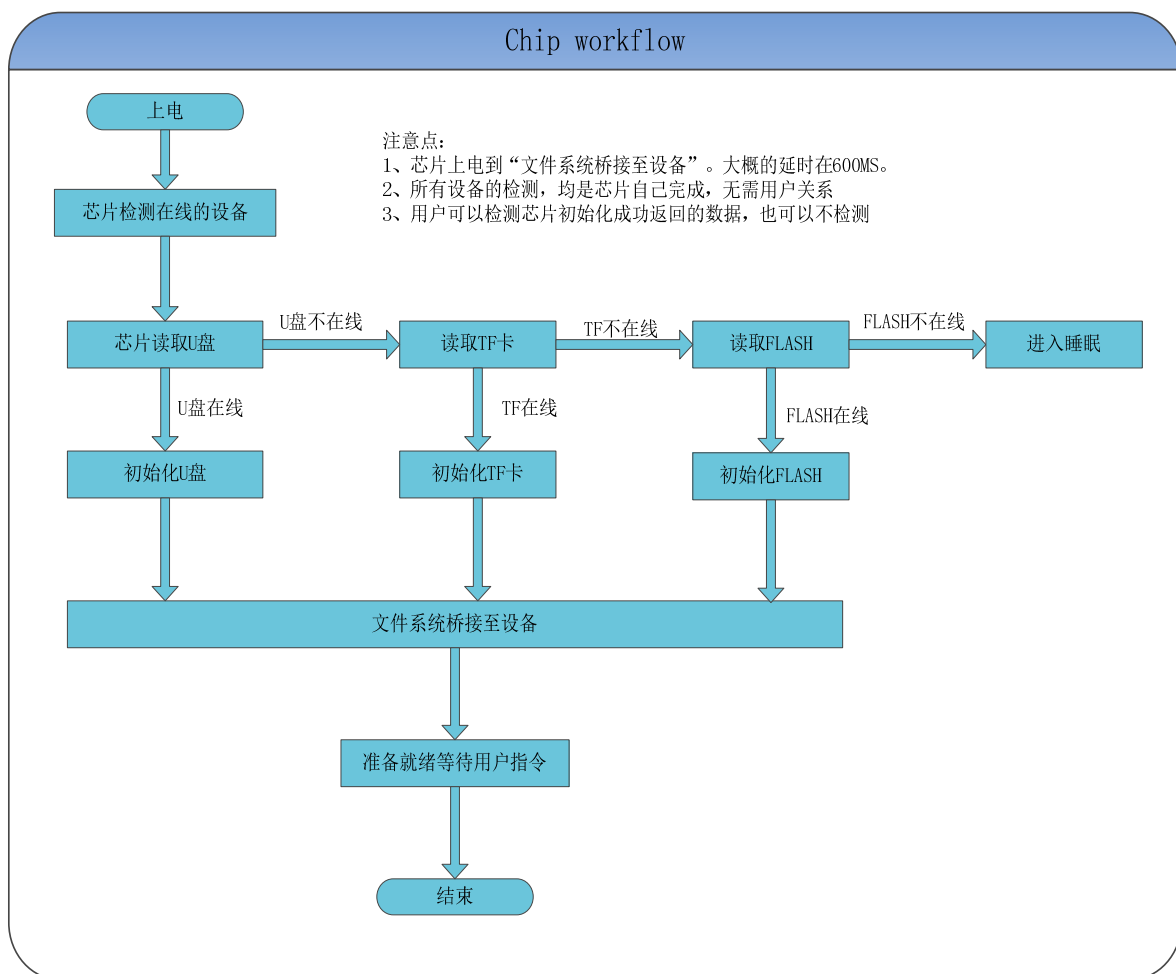 Chip workflow
上电
注意点:
1、芯片上电到“文件系统桥接至设备”。大概的延时在600MS。
2、所有设备的检测，均是芯片自己完成，无需用户关系
3、用户可以检测芯片初始化成功返回的数据，也可以不检测
芯片检测在线的设备
芯片读取U盘
U盘不在线
读取TF卡
TF不在线
读取FLASH
FLASH不在线
进入睡眠
U盘在线
TF在线
FLASH在线
初始化U盘
初始化TF卡
初始化FLASH
文件系统桥接至设备
准备就绪等待用户指令
结束